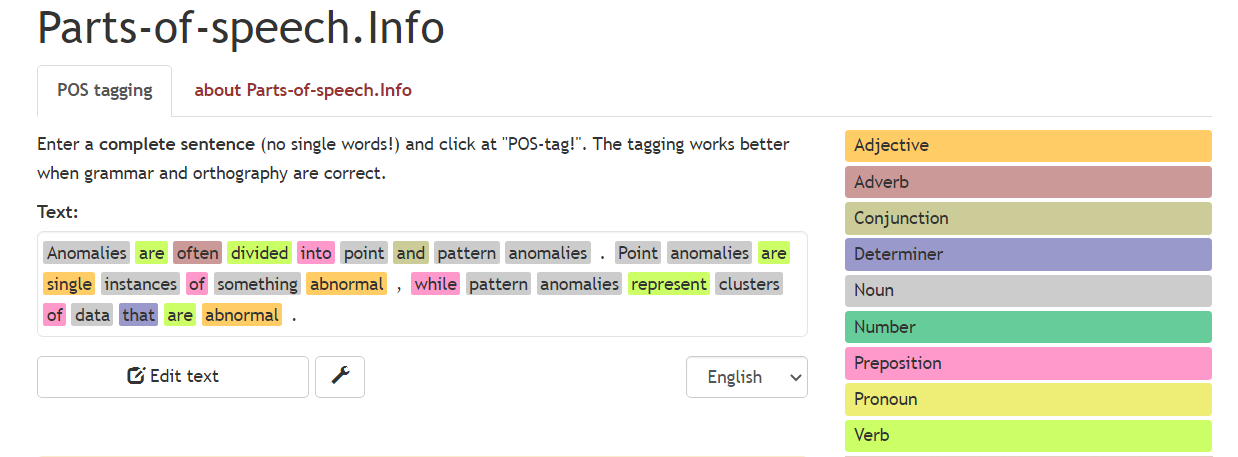 Parts-of-speech.Info
POS tagging
about Parts-of-speech.Info
Enter a complete sentence (no single words!) and click at "POS-tag!". The tagging works better
when grammar and orthography are correct.
Text:
Anomalies are often divided into point and pattern anomalies . Point anomalies are
single instances of something abnormal , while pattern anomalies represent clusters
of data that are abnormal .
Edit text
English
Adjective
Adverb
Conjunction
Determiner
Noun
Number
Preposition
Pronoun
Verb